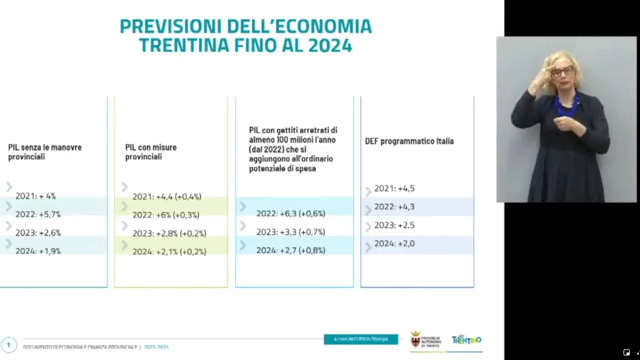 PREVISIONI DELL'ECONOMIA
TRENTINA FINO AL 2024
PIL senza le manovre
provinciali
2021: + 4%
2022: +5,7%
2023: +2,6%
2024: +1,9%
PIL con misure
provinciali
2021: +4,4 (+0,4%)
2022: +6% (+0,3%)
2023: +2,8% (+0,2%)
2024: +2,1% (+0,2%)
PIL con gettiti arretrati di
almeno 100 milioni l'anno
(dal 2022) che si
aggiungono all'ordinario
potenziale di spesa
2022: +6,3 (+0,6%)
2023: +3,3 (+0,7%)
2024: +2,7 (+0,8%)
DEF programmatico Italia
2021: +4,5
2022: +4,3
2023: +2,5
2024: +2,0
1
DOCUMENTO DI ECONOMIA E FINANZA PROVINCIALE
PROVINCIA
AUTONOMA
DI TRENTO
TRENTINO